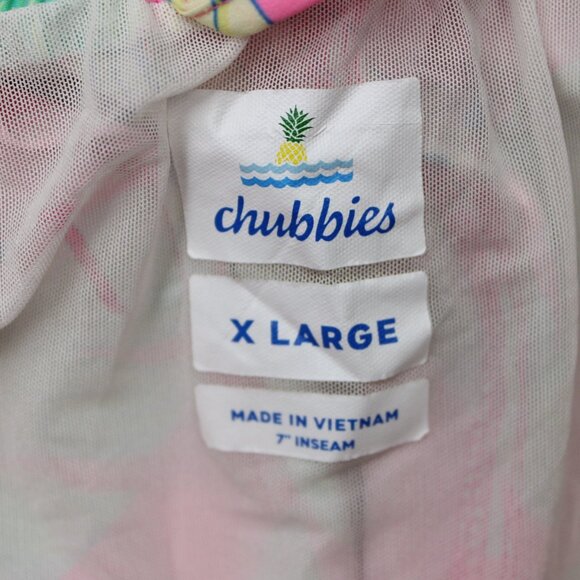 chubbies
X LARGE
MADE IN VIETNAM
7" INSEAM